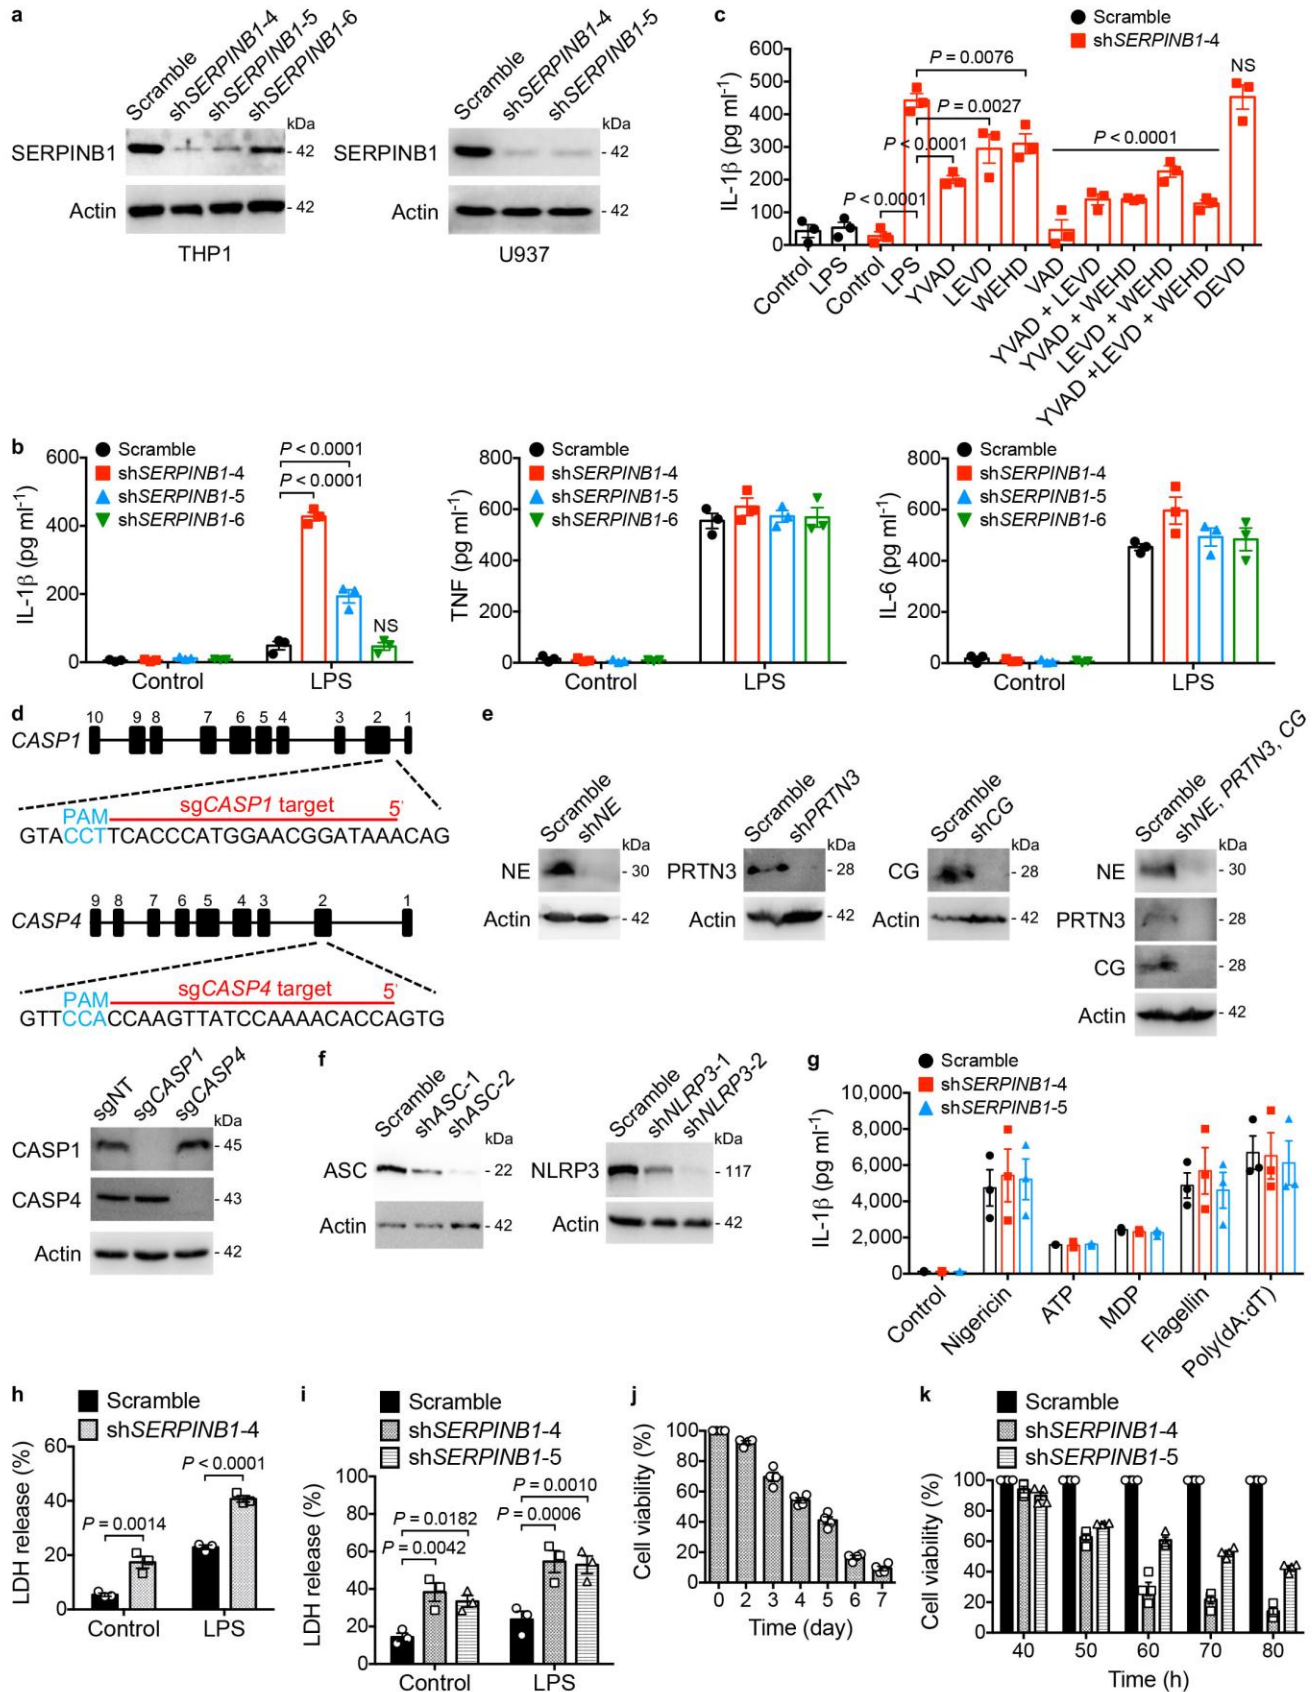 a
Scramble
shSERPINB1-4
shSERPINB1-5
shSERPINB1-6
kDa
SERPINB1
- 42
Actin
- 42
THP1
Scramble
shSERPINB1-4
shSERPINB1-5
kDa
SERPINB1
- 42
Actin
- 42
U937
c
Scramble
shSERPINB1-4
IL-1β (pg ml⁻¹)
600
500
400
300
200
100
0
P < 0.0001
P < 0.0001
P = 0.0027
P = 0.0076
P < 0.0001
NS
Control
LPS
Control
LPS
YVAD
LEVD
WEHD
VAD
YVAD + LEVD
YVAD + WEHD
LEVD + WEHD
YVAD +LEVD + WEHD
DEVD
b
Scramble
shSERPINB1-4
shSERPINB1-5
shSERPINB1-6
IL-1β (pg ml⁻¹)
600
400
200
0
P < 0.0001
P < 0.0001
NS
Control
LPS
Scramble
shSERPINB1-4
shSERPINB1-5
shSERPINB1-6
TNF (pg ml⁻¹)
800
600
400
200
0
Control
LPS
Scramble
shSERPINB1-4
shSERPINB1-5
shSERPINB1-6
IL-6 (pg ml⁻¹)
800
600
400
200
0
Control
LPS
d
10 9 8 7 6 5 4 3 2 1
CASP1
PAM sgCASP1 target 5'
GTACCTTCACCCATGGAACGGATAAACAG
9 8 7 6 5 4 3 2 1
CASP4
PAM sgCASP4 target 5'
GTTCCACCAAGTTATCCAAAACACCAGTG
sgNT
sgCASP1
sgCASP4
kDa
CASP1
- 45
CASP4
- 43
Actin
- 42
e
Scramble
shNE
kDa
NE
- 30
Actin
- 42
Scramble
shPRTN3
kDa
PRTN3
- 28
Actin
- 42
Scramble
shCG
kDa
CG
- 28
Actin
- 42
Scramble
shNE, PRTN3, CG
kDa
NE
- 30
PRTN3
- 28
CG
- 28
Actin
- 42
f
Scramble
shASC-1
shASC-2
kDa
ASC
- 22
Actin
- 42
Scramble
shNLRP3-1
shNLRP3-2
kDa
NLRP3
- 117
Actin
- 42
g
Scramble
shSERPINB1-4
shSERPINB1-5
IL-1β (pg ml⁻¹)
10,000
8,000
6,000
4,000
2,000
0
Control
Nigericin
ATP
MDP
Flagellin
Poly(dA:dT)
h
Scramble
shSERPINB1-4
LDH release (%)
60
40
20
0
P = 0.0014
P < 0.0001
Control
LPS
i
Scramble
shSERPINB1-4
shSERPINB1-5
LDH release (%)
100
80
60
40
20
0
P = 0.0182
P = 0.0042
P = 0.0010
P = 0.0006
Control
LPS
j
Cell viability (%)
100
80
60
40
20
0
0 2 3 4 5 6 7
Time (day)
k
Scramble
shSERPINB1-4
shSERPINB1-5
Cell viability (%)
100
80
60
40
20
0
40 50 60 70 80
Time (h)